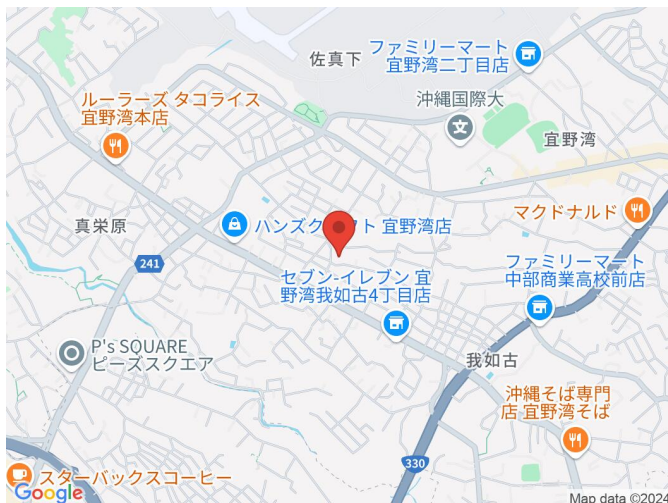 佐真下
ファミリーマート
宜野湾二丁目店
ルーラーズ タコライス
宜野湾本店
沖縄国際大
文
宜野湾
マクドナルド
真栄原
ハンズク
フト 宜野湾店
241
セブン-イレブン 宜
野湾我如古4丁目店
ファミリーマート
中部商業高校前店
P's SQUARE
ピーズスクエア
我如古
沖縄そば専門
店 宜野湾そば
330
スターバックスコーヒー
Google
Map data ©2024